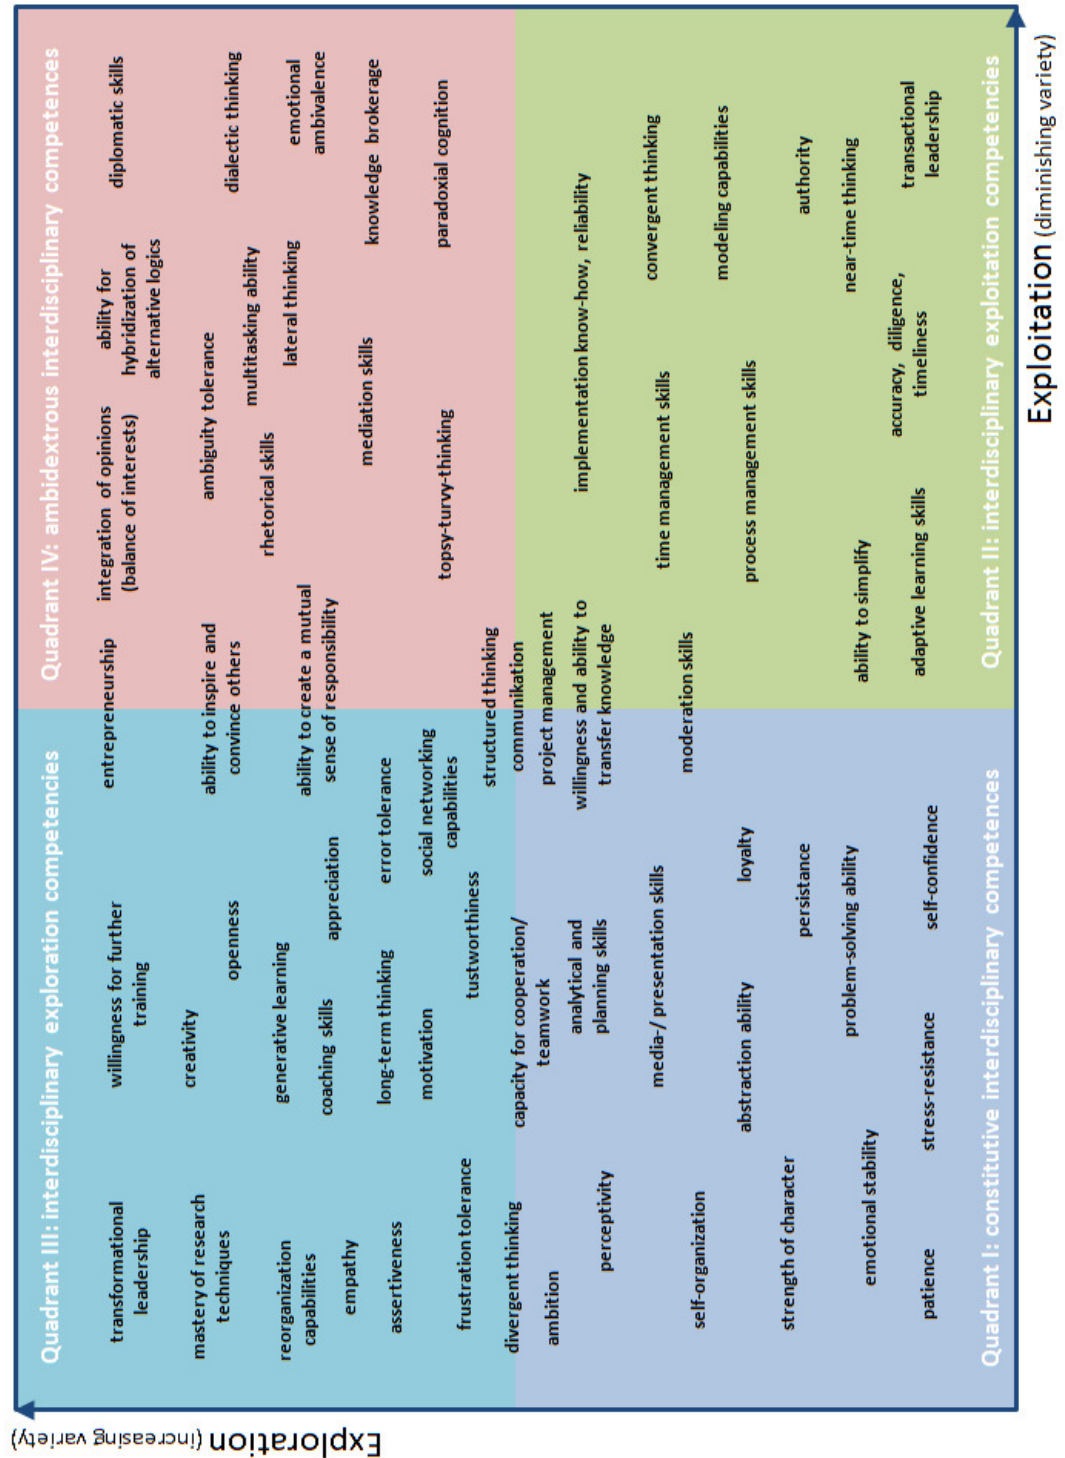 Exploration (increasing variety)
Quadrant III: interdisciplinary exploration competencies
transformational
leadership
willingness for further
training
mastery of research
techniques
creativity
openness
reorganization
capabilities
generative learning
coaching skills
appreciation
empathy
assertiveness
long-term thinking
error tolerance
motivation
social networking
capabilities
frustration tolerance
tustworthiness
divergent thinking
Quadrant IV: ambidextrous interdisciplinary competences
entrepreneurship
integration of opinions
(balance of interests)
ability for
hybridization of
alternative logics
diplomatic skills
ability to inspire and
convince others
ambiguity tolerance
multitasking ability
dialectic thinking
rhetorical skills
lateral thinking
emotional
ambivalence
ability to create a mutual
sense of responsibility
mediation skills
knowledge brokerage
topsy-turvy-thinking
paradoxial cognition
structured thinking
communikation
project management
willingness and ability to
transfer knowledge
moderation skills
capacity for cooperation/
teamwork
ambition
perceptivity
analytical and
planning skills
media-/ presentation skills
self-organization
abstraction ability
loyalty
strength of character
persistance
emotional stability
problem-solving ability
patience
stress-resistance
self-confidence
Quadrant I: constitutive interdisciplinary competences
implementation know-how, reliability
time management skills
convergent thinking
process management skills
modeling capabilities
authority
ability to simplify
near-time thinking
adaptive learning skills
accuracy, diligence,
timeliness
transactional
leadership
Quadrant II: interdisciplinary exploitation competencies
Exploitation (diminishing variety)